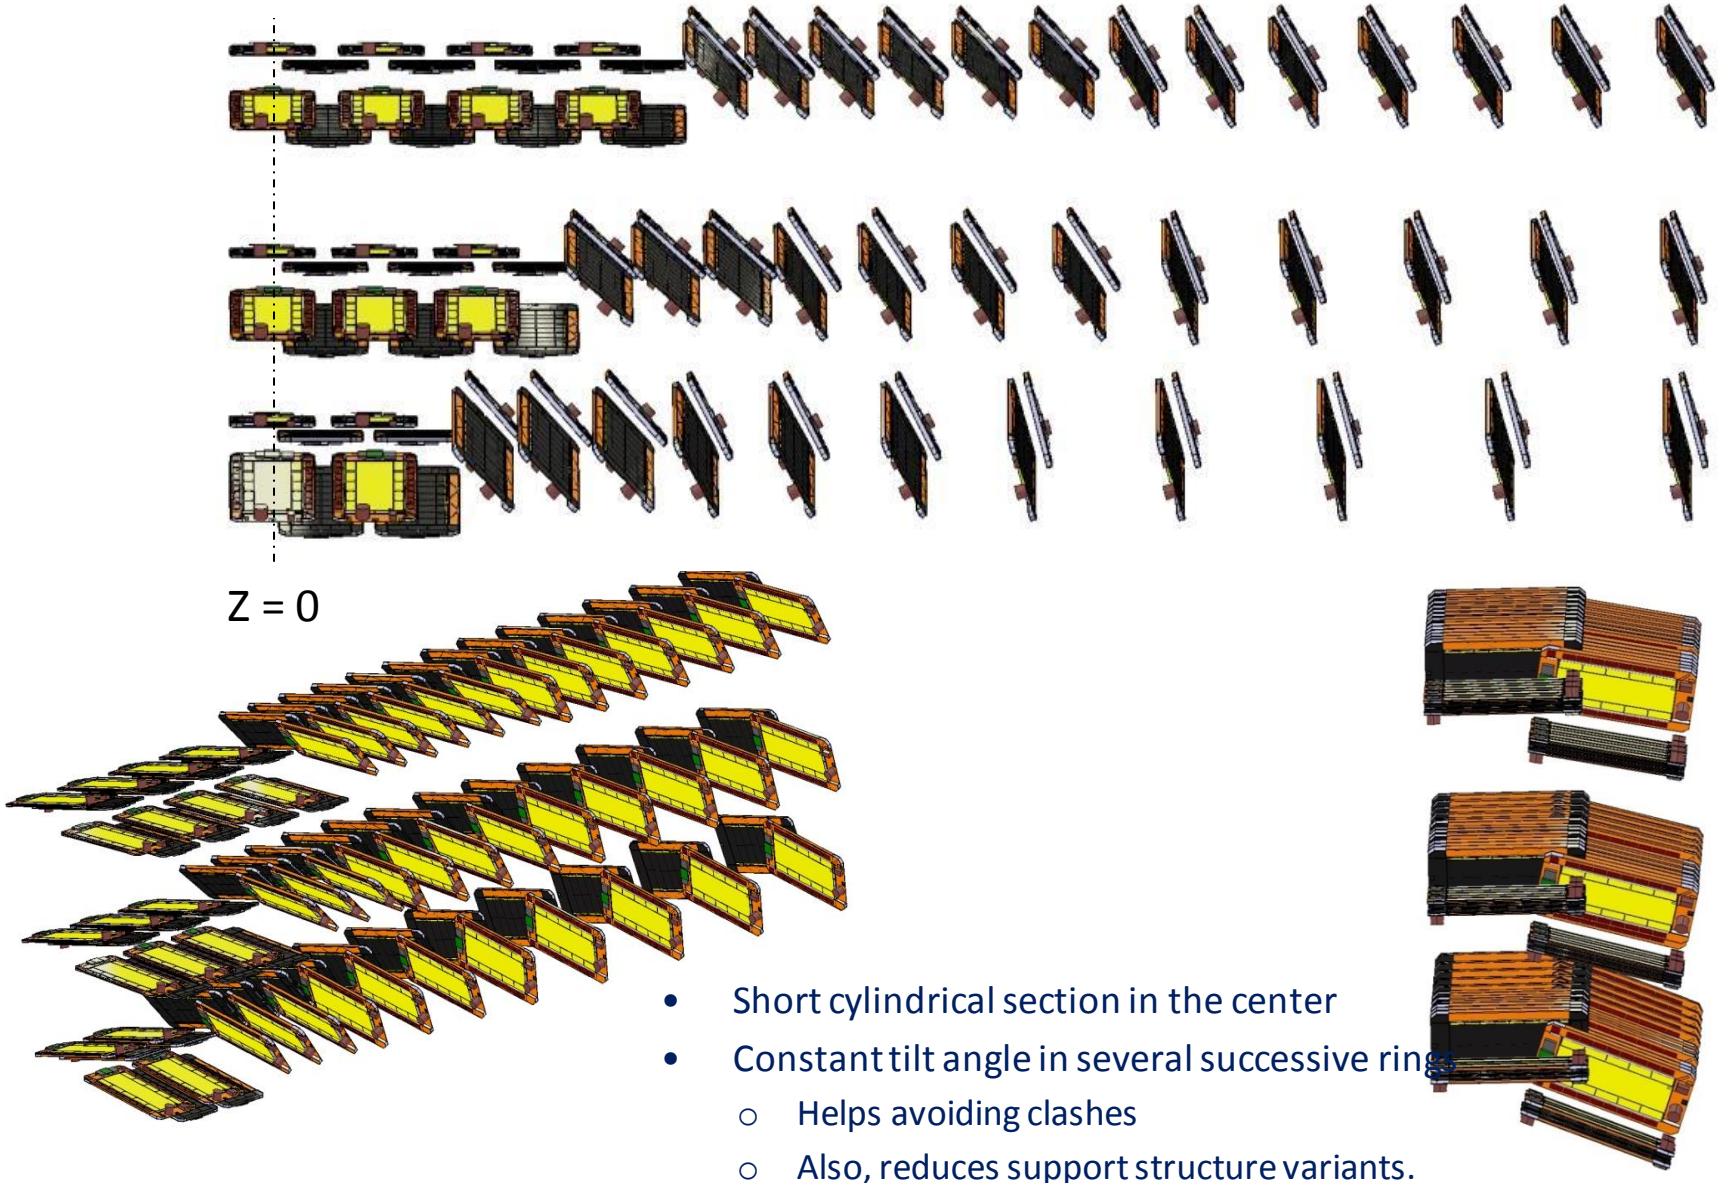 Z = 0
• Short cylindrical section in the center
• Constant tilt angle in several successive rings
○ Helps avoiding clashes
○ Also, reduces support structure variants.